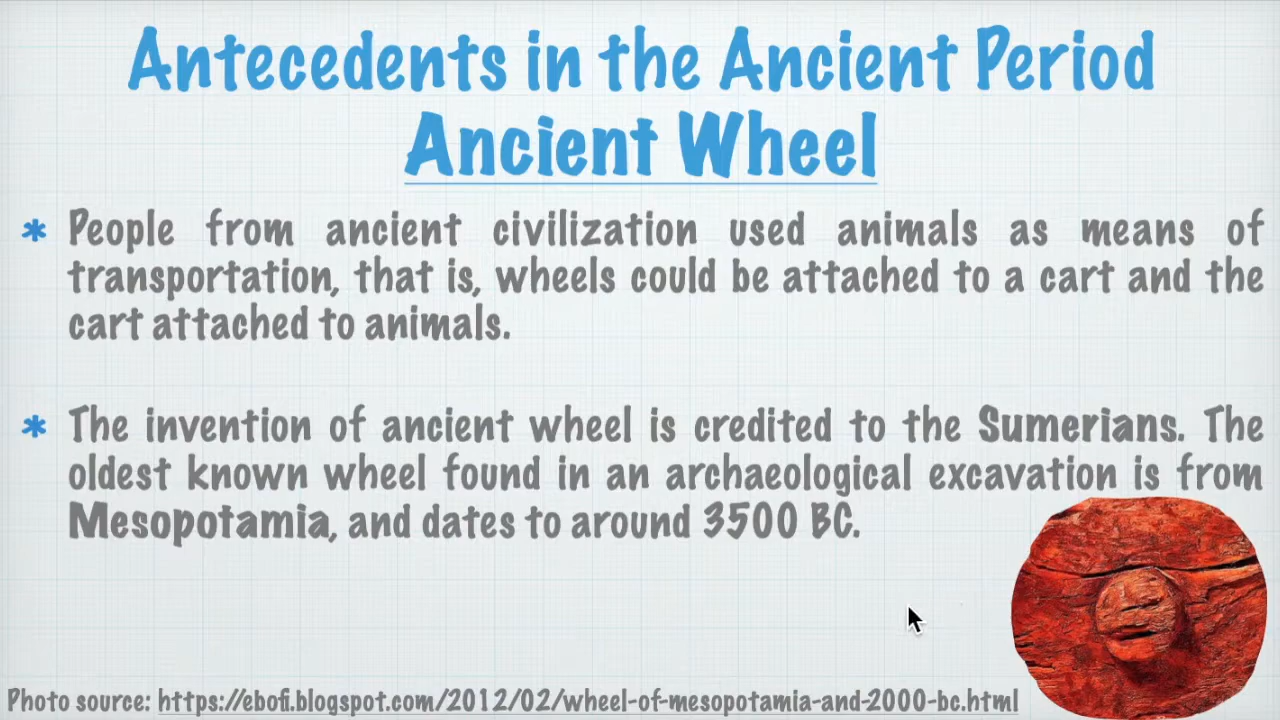 Antecedents in the Ancient Period
Ancient Wheel
* People from ancient civilization used animals as means of
transportation, that is, wheels could be attached to a cart and the
cart attached to animals.
* The invention of ancient wheel is credited to the Sumerians. The
oldest known wheel found in an archaeological excavation is from
Mesopotamia, and dates to around 3500 BC.
Photo source: https://ebofi.blogspot.com/2012/02/wheel-of-mesopotamia-and-2000-bc.html